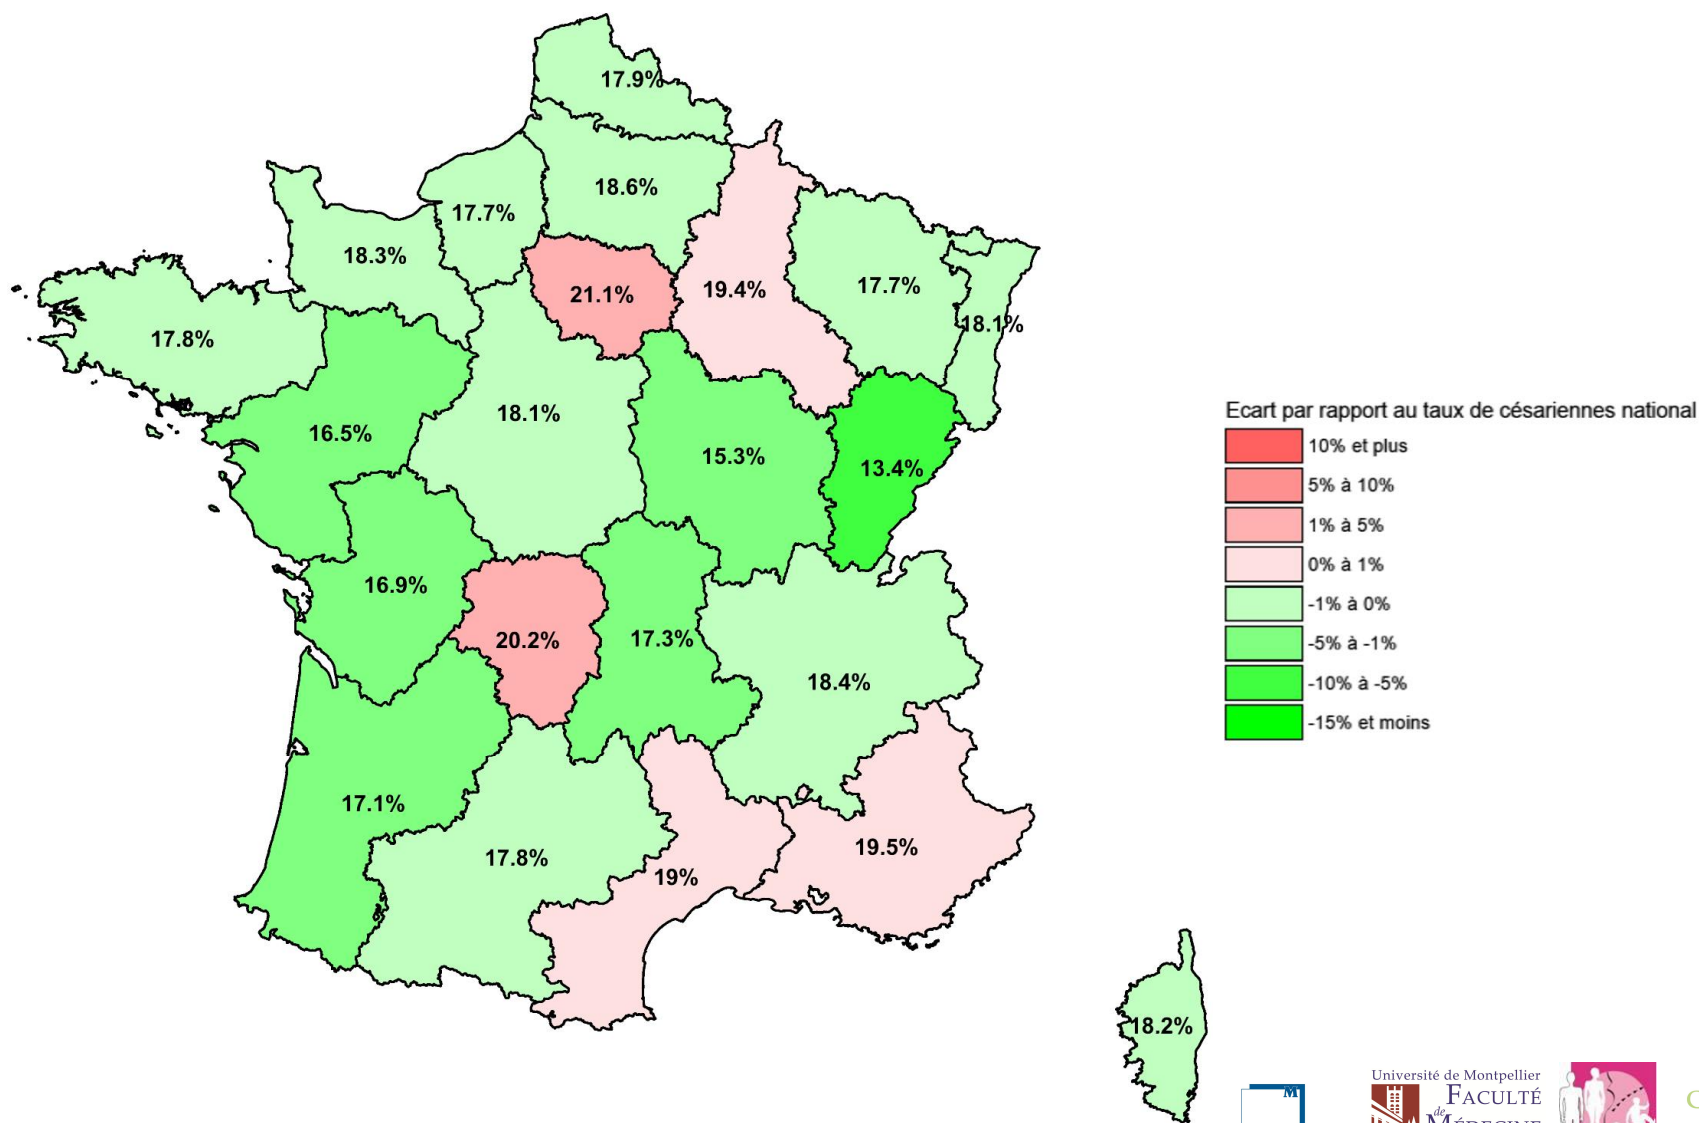 17.9%
18.6%
17.7%
18.3%
21.1%
19.4%
17.7%
18.1%
17.8%
18.1%
16.5%
15.3%
13.4%
16.9%
20.2%
17.3%
18.4%
17.1%
17.8%
19%
19.5%
18.2%
Ecart par rapport au taux de césariennes national
10% et plus
5% à 10%
1% à 5%
0% à 1%
-1% à 0%
-5% à -1%
-10% à -5%
-15% et moins
M
Université de Montpellier
FACULTÉ
de
MÉDECINE
C